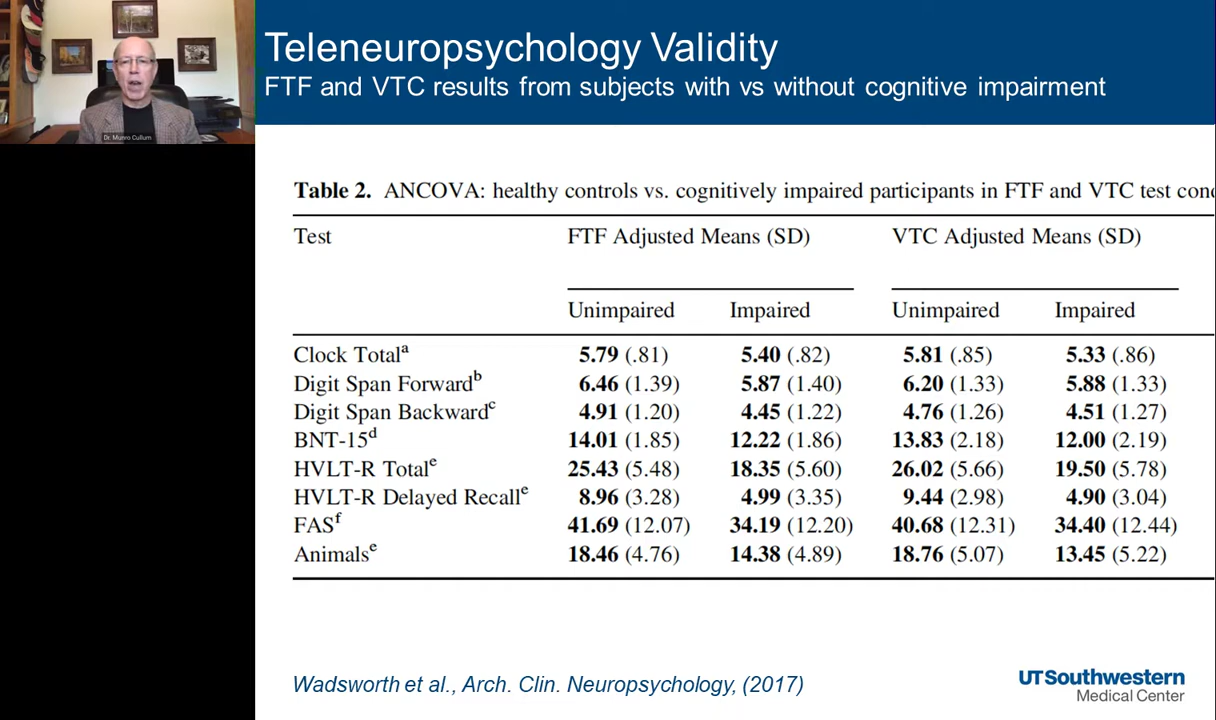 Dr. Munro Cullum
Teleneuropsychology Validity
FTF and VTC results from subjects with vs without cognitive impairment
Table 2. ANCOVA: healthy controls vs. cognitively impaired participants in FTF and VTC test con
Test FTF Adjusted Means (SD) VTC Adjusted Means (SD)
Unimpaired Impaired Unimpaired Impaired
Clock Totalᵃ 5.79 (.81) 5.40 (.82) 5.81 (.85) 5.33 (.86)
Digit Span Forwardᵇ 6.46 (1.39) 5.87 (1.40) 6.20 (1.33) 5.88 (1.33)
Digit Span Backwardᶜ 4.91 (1.20) 4.45 (1.22) 4.76 (1.26) 4.51 (1.27)
BNT-15ᵈ 14.01 (1.85) 12.22 (1.86) 13.83 (2.18) 12.00 (2.19)
HVLT-R Totalᵉ 25.43 (5.48) 18.35 (5.60) 26.02 (5.66) 19.50 (5.78)
HVLT-R Delayed Recallᵉ 8.96 (3.28) 4.99 (3.35) 9.44 (2.98) 4.90 (3.04)
FASᶠ 41.69 (12.07) 34.19 (12.20) 40.68 (12.31) 34.40 (12.44)
Animalsᵉ 18.46 (4.76) 14.38 (4.89) 18.76 (5.07) 13.45 (5.22)
Wadsworth et al., Arch. Clin. Neuropsychology, (2017)
UTSouthwestern
Medical Center